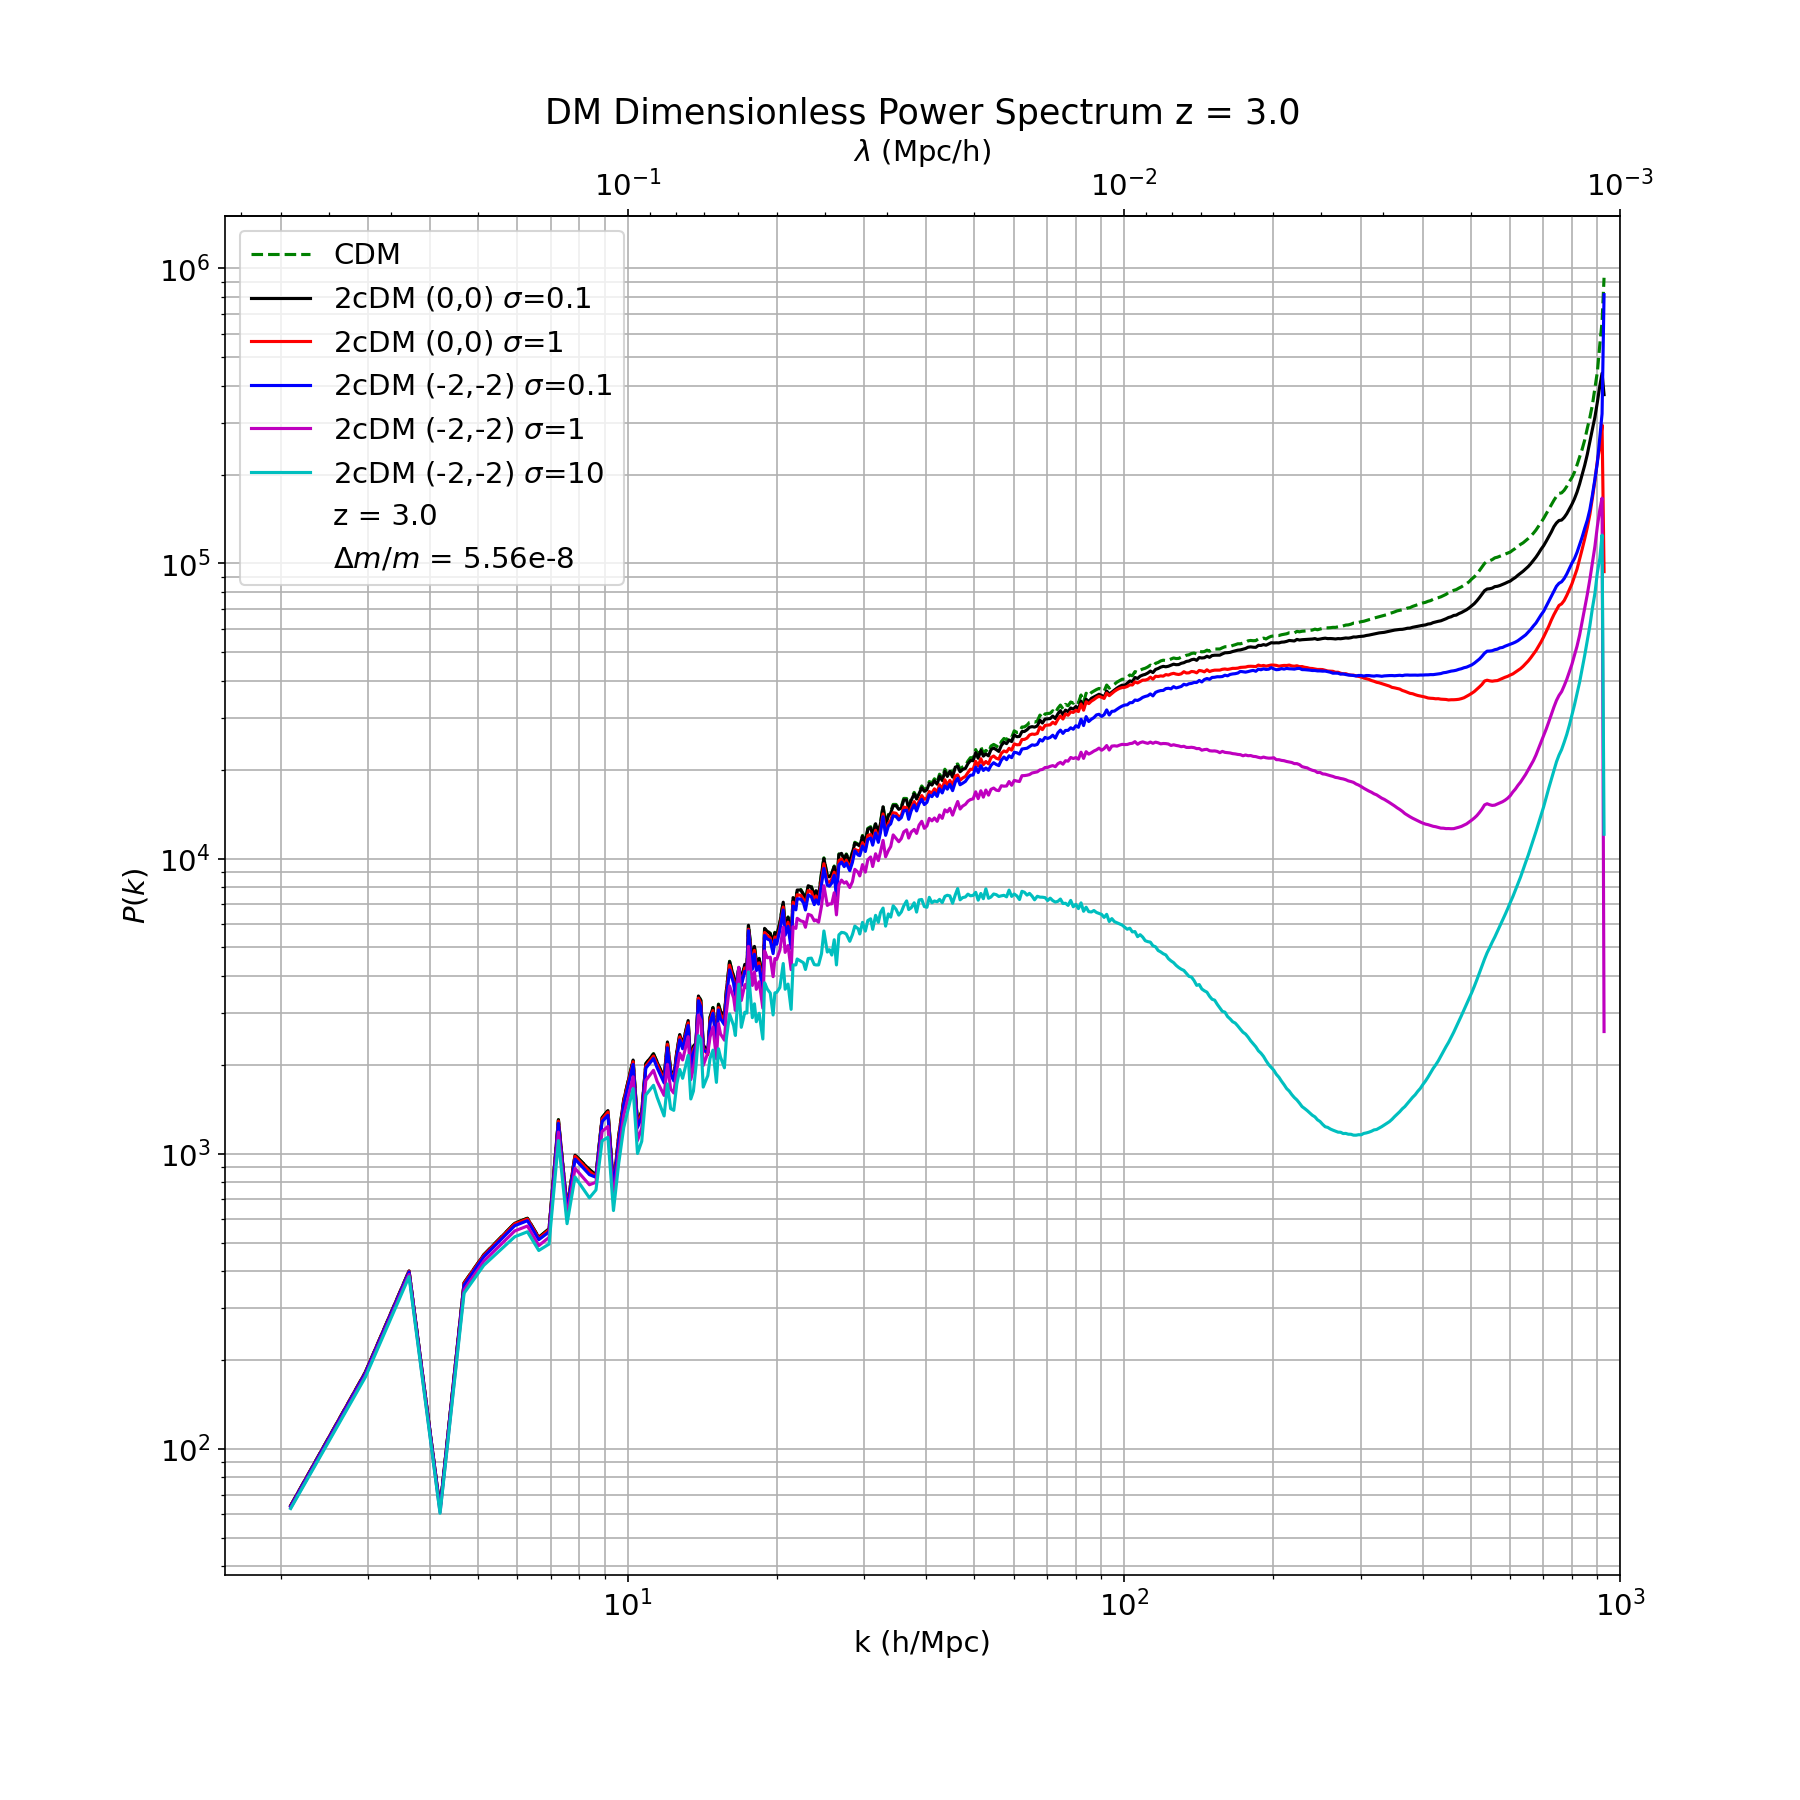 DM Dimensionless Power Spectrum z = 3.0
λ (Mpc/h)
10⁻¹ 10⁻² 10⁻³
CDM
2cDM (0,0) σ=0.1
2cDM (0,0) σ=1
2cDM (-2,-2) σ=0.1
2cDM (-2,-2) σ=1
2cDM (-2,-2) σ=10
z = 3.0
Δm/m = 5.56e-8
10⁶
10⁵
10⁴
10³
10²
P(k)
10¹ 10² 10³
k (h/Mpc)